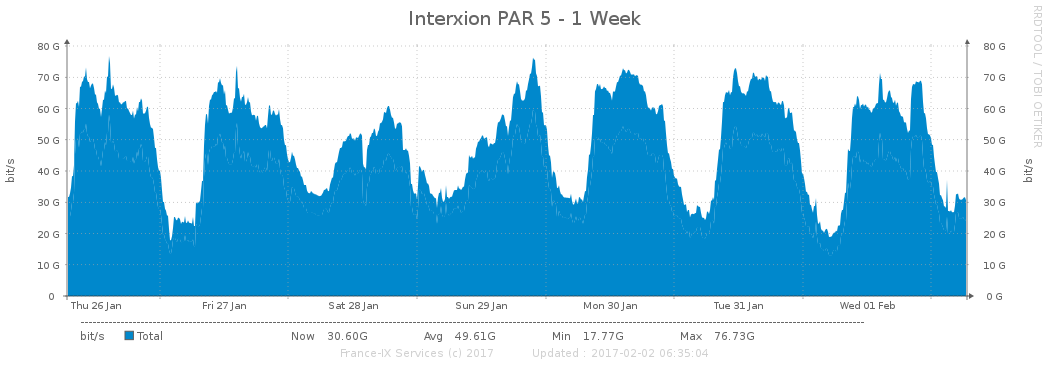 Interxion PAR 5 - 1 Week
RRDTOOL / TOBI OETIKER
bit/s
80 G 80 G
70 G 70 G
60 G 60 G
50 G 50 G
40 G 40 G
30 G 30 G
20 G 20 G
10 G 10 G
0 0 G
bit/s
Thu 26 Jan Fri 27 Jan Sat 28 Jan Sun 29 Jan Mon 30 Jan Tue 31 Jan Wed 01 Feb
bit/s Total Now 30.60G Avg 49.61G Min 17.77G Max 76.73G
France-IX Services (c) 2017 Updated : 2017-02-02 06:35:04